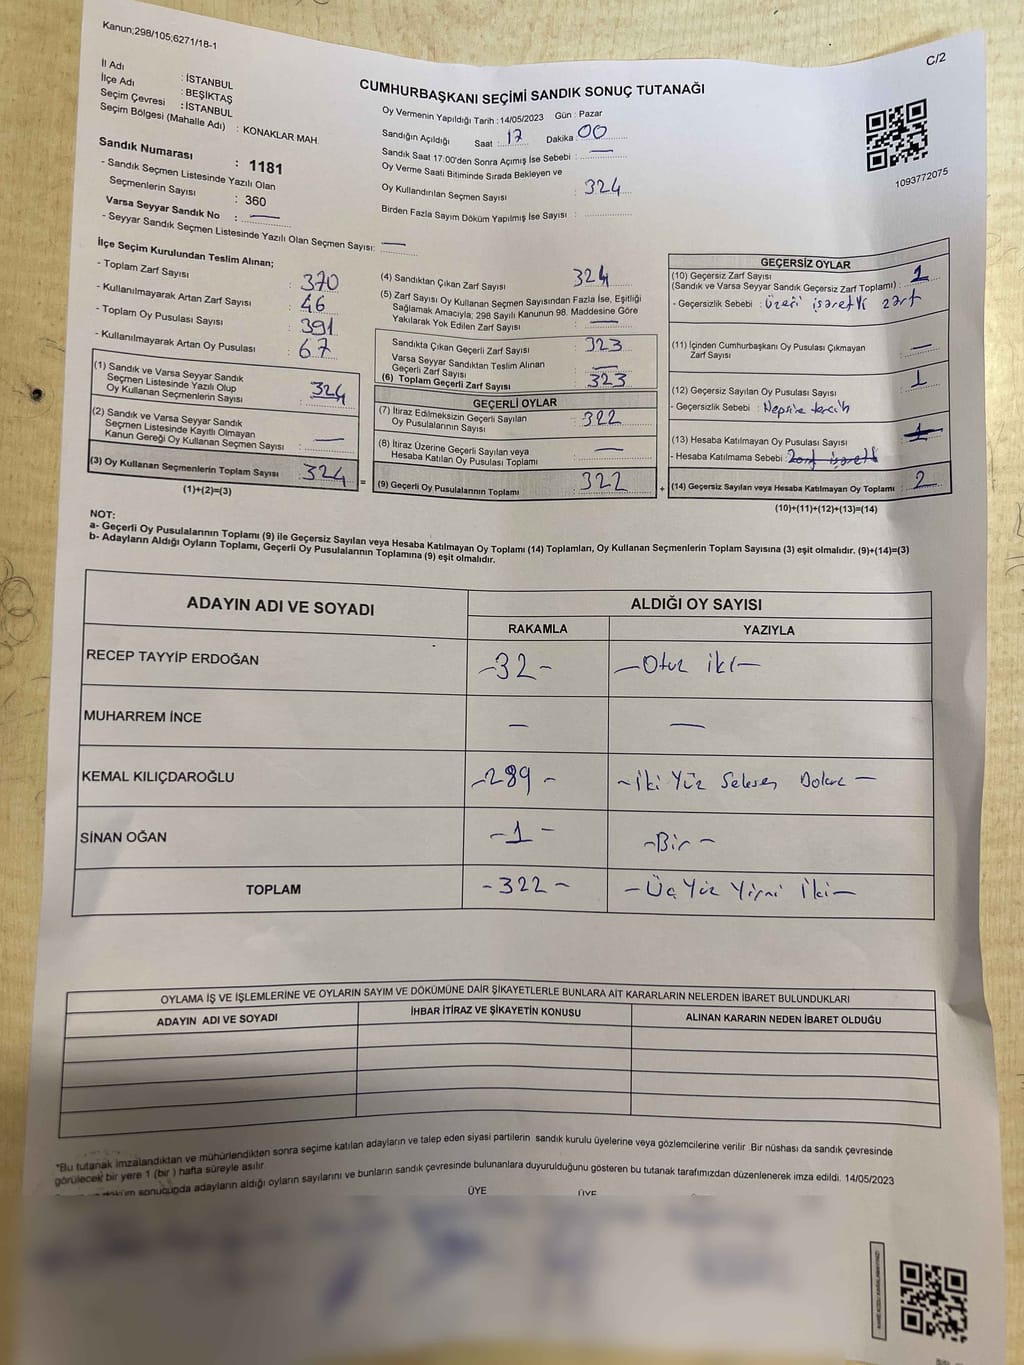 Kanun;298/105;6271/18-1
C/2
İl Adı : İSTANBUL
İlçe Adı : BEŞİKTAŞ
Seçim Çevresi : İSTANBUL
Seçim Bölgesi (Mahalle Adı) : KONAKLAR MAH.
Sandık Numarası : 1181
- Sandık Seçmen Listesinde Yazılı Olan
Seçmenlerin Sayısı : 360
Varsa Seyyar Sandık No : —
- Seyyar Sandık Seçmen Listesinde Yazılı Olan Seçmen Sayısı: —
CUMHURBAŞKANI SEÇİMİ SANDIK SONUÇ TUTANAĞI
Oy Vermenin Yapıldığı Tarih : 14/05/2023 Gün : Pazar
Sandığın Açıldığı Saat : 17 Dakika : 00
Sandık Saat 17:00'den Sonra Açımış İse Sebebi : —
Oy Verme Saati Bitiminde Sırada Bekleyen ve
Oy Kullandırılan Seçmen Sayısı : 324
Birden Fazla Sayım Döküm Yapılmış İse Sayısı :
1093772075
İlçe Seçim Kurulundan Teslim Alınan;
- Toplam Zarf Sayısı : 370
- Kullanılmayarak Artan Zarf Sayısı : 46
- Toplam Oy Pusulası Sayısı : 391
- Kullanılmayarak Artan Oy Pusulası : 67
(1) Sandık ve Varsa Seyyar Sandık
Seçmen Listesinde Yazılı Olup
Oy Kullanan Seçmenlerin Sayısı : 324
(2) Sandık ve Varsa Seyyar Sandık
Seçmen Listesinde Kayıtlı Olmayan
Kanun Gereği Oy Kullanan Seçmen Sayısı : —
(3) Oy Kullanan Seçmenlerin Toplam Sayısı : 324
(1)+(2)=(3)
(4) Sandıktan Çıkan Zarf Sayısı : 324
(5) Zarf Sayısı Oy Kullanan Seçmen Sayısından Fazla İse, Eşitliği
Sağlamak Amacıyla; 298 Sayılı Kanunun 98. Maddesine Göre
Yakılarak Yok Edilen Zarf Sayısı : —
Sandıkta Çıkan Geçerli Zarf Sayısı : 323
Varsa Seyyar Sandıktan Teslim Alınan
Geçerli Zarf Sayısı : —
(6) Toplam Geçerli Zarf Sayısı : 323
GEÇERLİ OYLAR
(7) İtiraz Edilmeksizin Geçerli Sayılan
Oy Pusulalarının Sayısı : 322
(8) İtiraz Üzerine Geçerli Sayılan veya
Hesaba Katılan Oy Pusulası Toplamı : —
= (9) Geçerli Oy Pusulalarının Toplamı : 322
GEÇERSİZ OYLAR
(10) Geçersiz Zarf Sayısı
(Sandık ve Varsa Seyyar Sandık Geçersiz Zarf Toplamı) : 1
- Geçersizlik Sebebi : Üzeri işaretli zarf
(11) İçinden Cumhurbaşkanı Oy Pusulası Çıkmayan
Zarf Sayısı : —
(12) Geçersiz Sayılan Oy Pusulası Sayısı : 1
- Geçersizlik Sebebi : Hepsine tercih
(13) Hesaba Katılmayan Oy Pusulası Sayısı : 1
- Hesaba Katılmama Sebebi : Zarf işaretli
+ (14) Geçersiz Sayılan veya Hesaba Katılmayan Oy Toplamı : 2
(10)+(11)+(12)+(13)=(14)
NOT:
a- Geçerli Oy Pusulalarının Toplamı (9) ile Geçersiz Sayılan veya Hesaba Katılmayan Oy Toplamı (14) Toplamları, Oy Kullanan Seçmenlerin Toplam Sayısına (3) eşit olmalıdır. (9)+(14)=(3)
b- Adayların Aldığı Oyların Toplamı, Geçerli Oy Pusulalarının Toplamına (9) eşit olmalıdır.
ADAYIN ADI VE SOYADI
ALDIĞI OY SAYISI
RAKAMLA YAZIYLA
RECEP TAYYİP ERDOĞAN -32- -Otuz iki-
MUHARREM İNCE — —
KEMAL KILIÇDAROĞLU -289- -İki Yüz Seksen Dokuz-
SİNAN OĞAN -1- -Bir-
TOPLAM -322- -Üç Yüz Yirmi İki-
OYLAMA İŞ VE İŞLEMLERİNE VE OYLARIN SAYIM VE DÖKÜMÜNE DAİR ŞİKAYETLERLE BUNLARA AİT KARARLARIN NELERDEN İBARET BULUNDUKLARI
ADAYIN ADI VE SOYADI İHBAR İTİRAZ VE ŞİKAYETİN KONUSU ALINAN KARARIN NEDEN İBARET OLDUĞU
*Bu tutanak imzalandıktan ve mühürlendikten sonra seçime katılan adayların ve talep eden siyasi partilerin sandık kurulu üyelerine veya gözlemcilerine verilir. Bir nüshası da sandık çevresinde
görülecek bir yere 1 (bir) hafta süreyle asılır.
döküm sonucunda adayların aldığı oyların sayılarını ve bunların sandık çevresinde bulunanlara duyurulduğunu gösteren bu tutanak tarafımızdan düzenlenerek imza edildi. 14/05/2023
ÜYE ÜYE